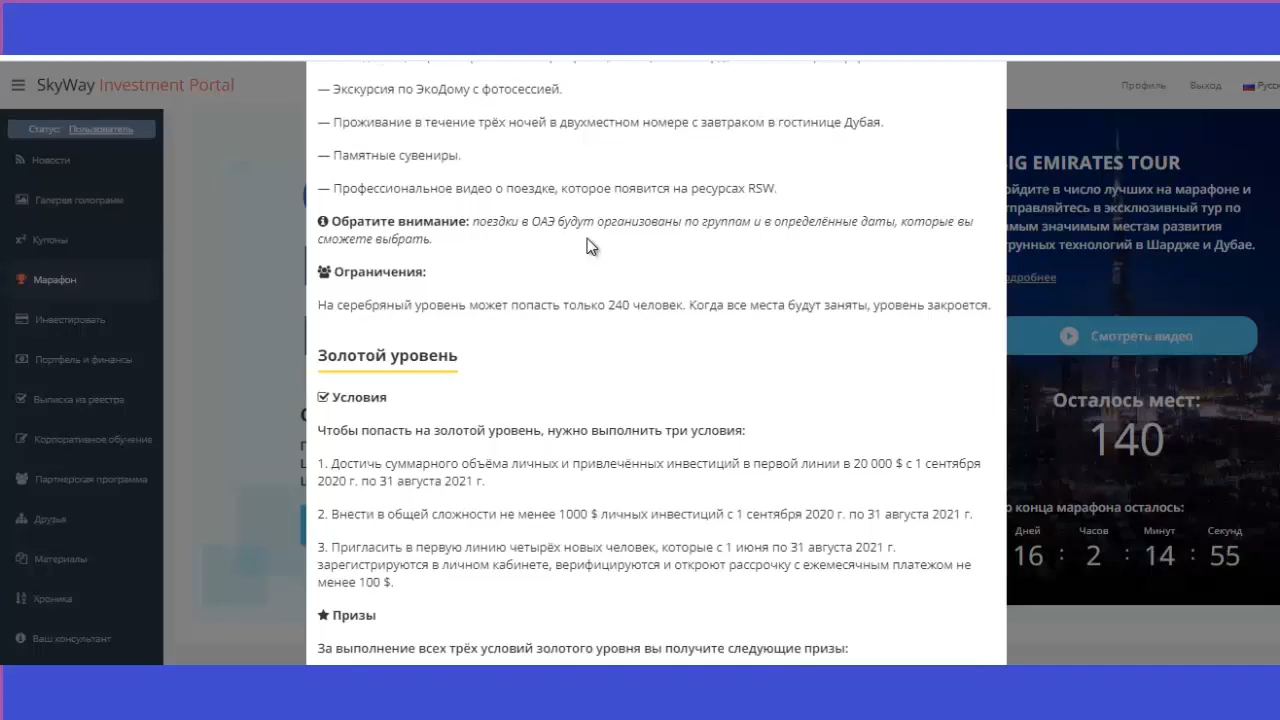 SkyWay Investment Portal
Профиль
Выход
Статус: Пользователь
Новости
Галерея голограмм
Купоны
Марафон
Инвестировать
Портфель и финансы
Выписка из реестра
Корпоративное обучение
Партнерская программа
Друзья
Материалы
Хроника
Ваш консультант
— Экскурсия по ЭкоДому с фотосессией.
— Проживание в течение трёх ночей в двухместном номере с завтраком в гостинице Дубая.
— Памятные сувениры.
— Профессиональное видео о поездке, которое появится на ресурсах RSW.
Обратите внимание: поездки в ОАЭ будут организованы по группам и в определённые даты, которые вы
сможете выбрать.
Ограничения:
На серебряный уровень может попасть только 240 человек. Когда все места будут заняты, уровень закроется.
Золотой уровень
Условия
Чтобы попасть на золотой уровень, нужно выполнить три условия:
1. Достичь суммарного объёма личных и привлечённых инвестиций в первой линии в 20 000 $ с 1 сентября
2020 г. по 31 августа 2021 г.
2. Внести в общей сложности не менее 1000 $ личных инвестиций с 1 сентября 2020 г. по 31 августа 2021 г.
3. Пригласить в первую линию четырёх новых человек, которые с 1 июня по 31 августа 2021 г.
зарегистрируются в личном кабинете, верифицируются и откроют рассрочку с ежемесячным платежом не
менее 100 $.
Призы
За выполнение всех трёх условий золотого уровня вы получите следующие призы:
IG EMIRATES TOUR
ойдите в число лучших на марафоне и
тправляйтесь в эксклюзивный тур по
амым значимым местам развития
трунных технологий в Шардже и Дубае.
одробнее
Смотреть видео
Осталось мест:
140
о конца марафона осталось:
Дней Часов Минут Секунд
16 : 2 : 14 : 55